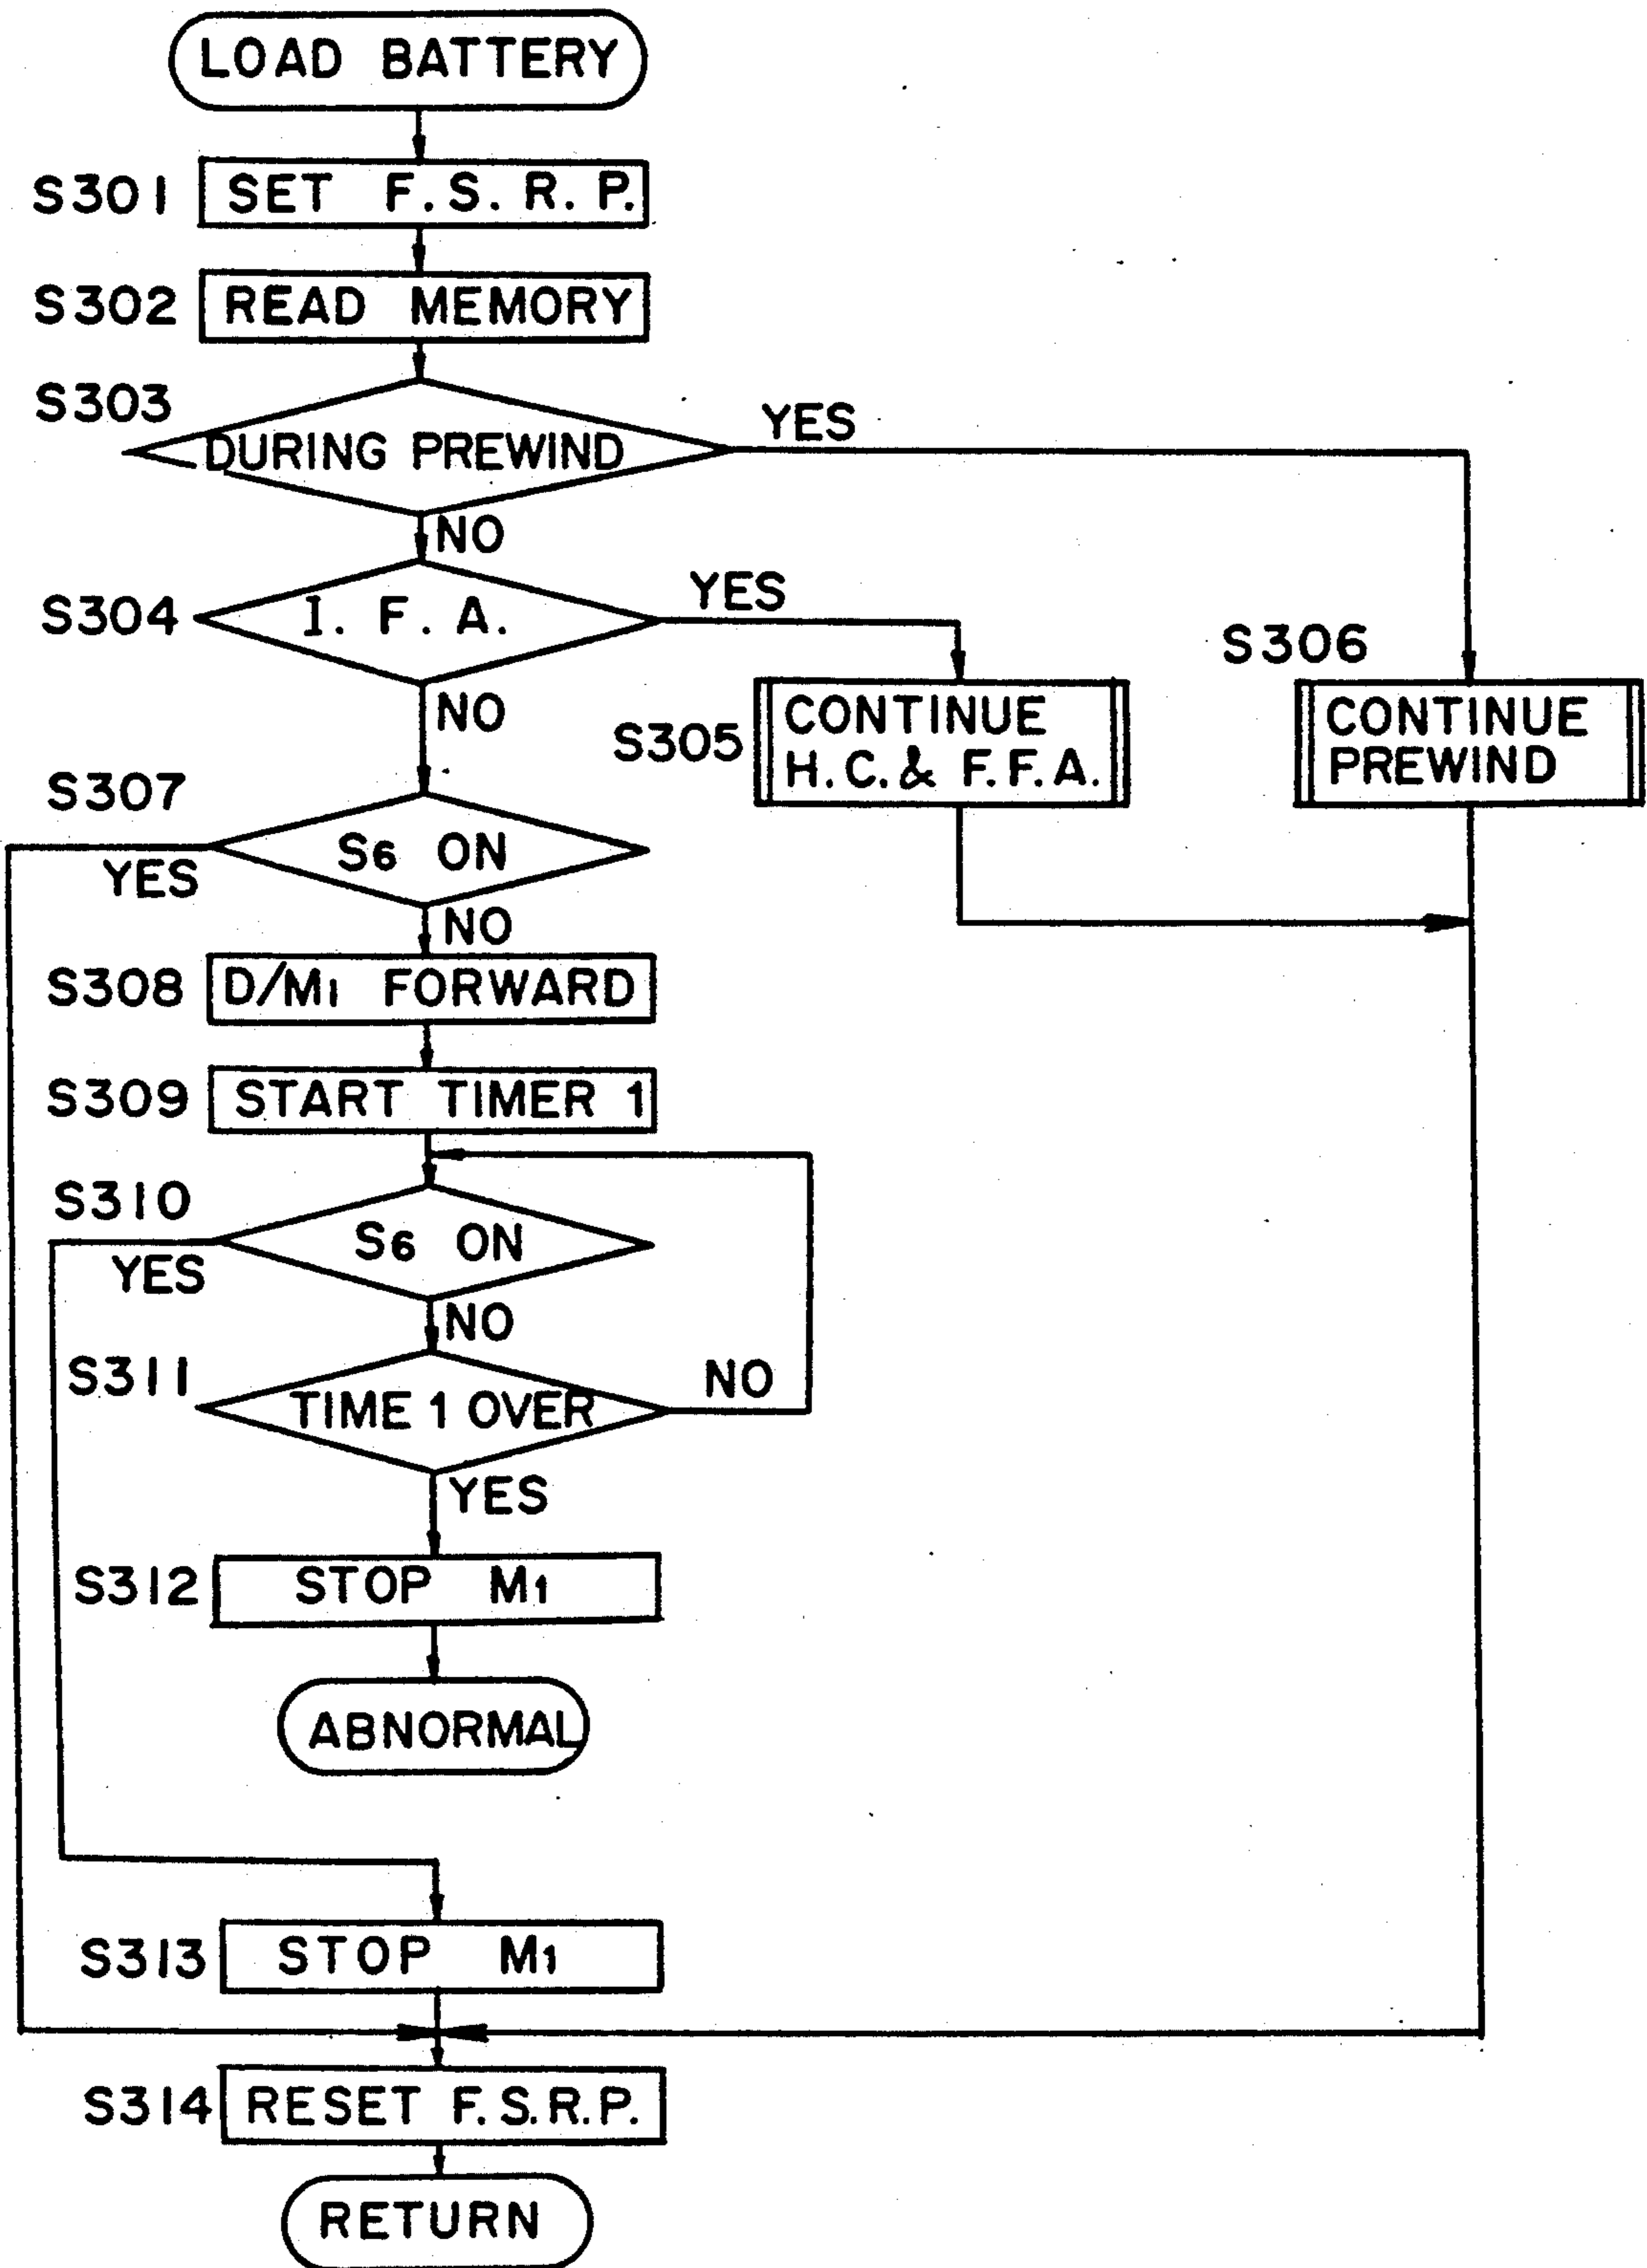 LOAD BATTERY
S301 SET F.S.R.P.
S302 READ MEMORY
S303
DURING PREWIND
YES
NO
S304 I. F. A.
YES
NO
S305
CONTINUE
H.C.& F.F.A.
S306
CONTINUE
PREWIND
S307
S6 ON
YES
NO
S308 D/M1 FORWARD
S309 START TIMER 1
S310
S6 ON
YES
NO
S311
TIME 1 OVER
NO
YES
S312 STOP M1
ABNORMAL
S313 STOP M1
S314 RESET F.S.R.P.
RETURN